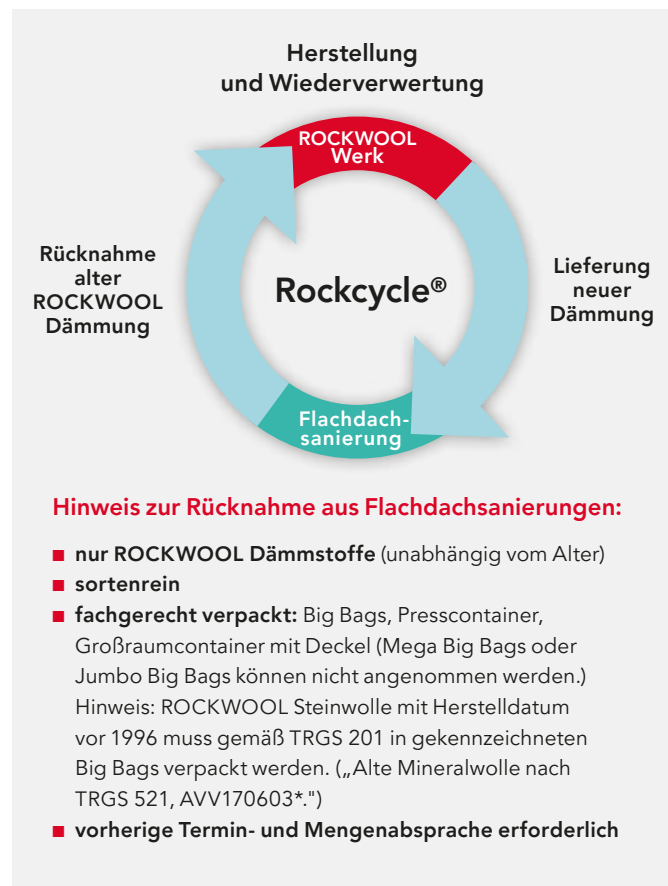 Herstellung
und Wiederverwertung
ROCKWOOL
Werk
Rücknahme
alter
ROCKWOOL
Dämmung
Rockcycle®
Lieferung
neuer
Dämmung
Flachdach-
sanierung
Hinweis zur Rücknahme aus Flachdachsanierungen:
■ nur ROCKWOOL Dämmstoffe (unabhängig vom Alter)
■ sortenrein
■ fachgerecht verpackt: Big Bags, Presscontainer,
Großraumcontainer mit Deckel (Mega Big Bags oder
Jumbo Big Bags können nicht angenommen werden.)
Hinweis: ROCKWOOL Steinwolle mit Herstelldatum
vor 1996 muss gemäß TRGS 201 in gekennzeichneten
Big Bags verpackt werden. („Alte Mineralwolle nach
TRGS 521, AVV170603*.")
■ vorherige Termin- und Mengenabsprache erforderlich